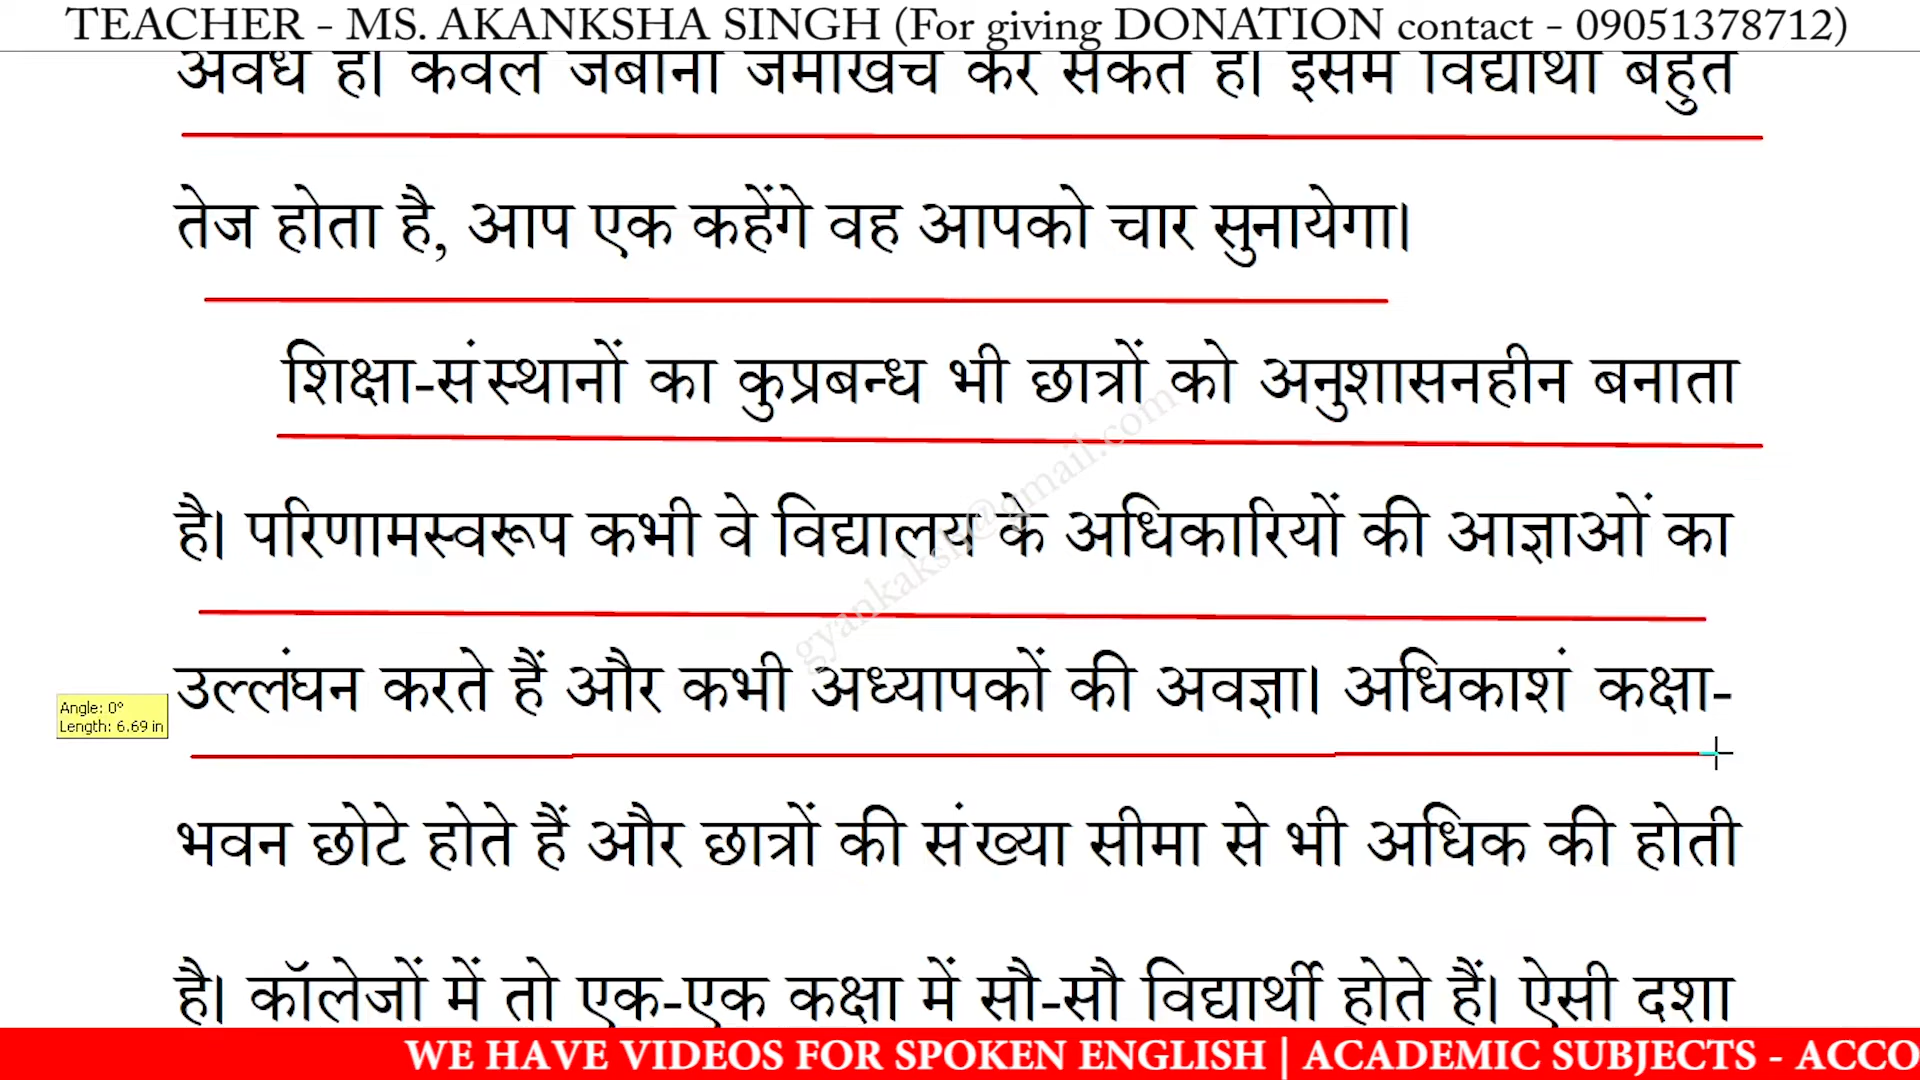 TEACHER - MS. AKANKSHA SINGH (For giving DONATION contact - 09051378712)
जबानी जमाखर्च कर सकते विद्यार्थी बहुत
तेज होता है, आप एक कहेंगे वह आपको चार सुनायेगा।
शिक्षा-संस्थानों का कुप्रबन्ध भी छात्रों को अनुशासनहीन बनाता
है। परिणामस्वरूप कभी वे विद्यालय के अधिकारियों की आज्ञाओं का
उल्लंघन करते हैं और कभी अध्यापकों की अवज्ञा। अधिकाशं कक्षा-
Angle: 0°
Length: 6.69 in
भवन छोटे होते हैं और छात्रों की संख्या सीमा से भी अधिक की होती
है। कॉलेजों में तो एक-एक कक्षा में सौ-सौ विद्यार्थी होते हैं। ऐसी दशा
gyankaksh@gmail.com
WE HAVE VIDEOS FOR SPOKEN ENGLISH | ACADEMIC SUBJECTS - ACCO